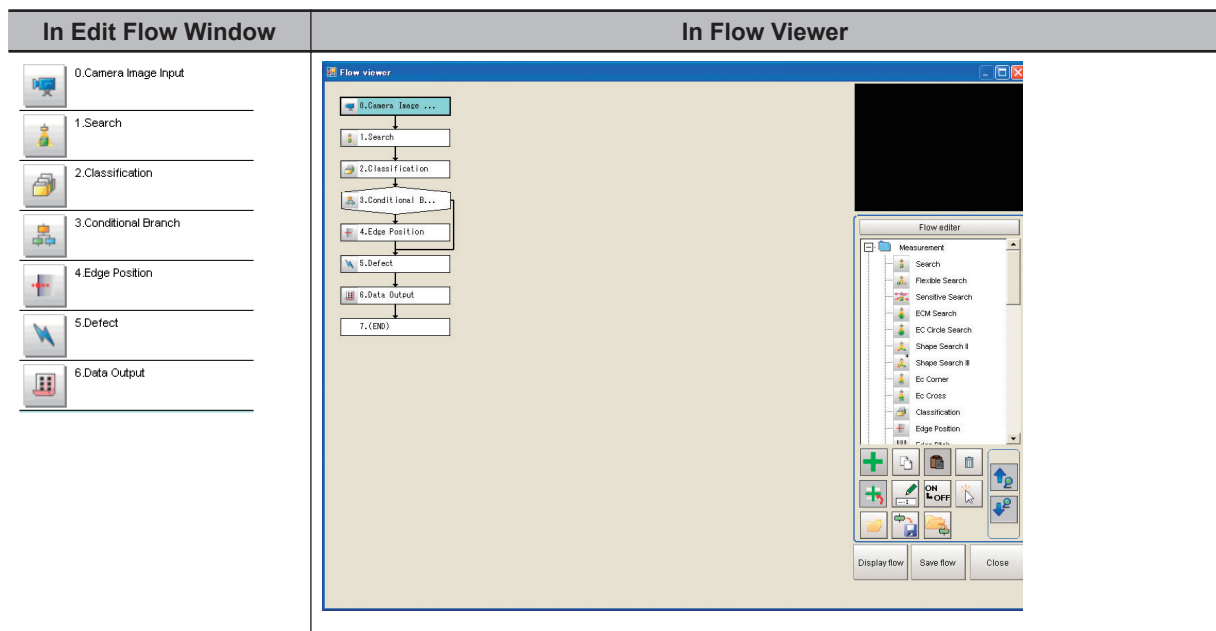 In Edit Flow Window
In Flow Viewer
0.Camera Image Input
1.Search
2.Classification
3.Conditional Branch
4.Edge Position
5.Defect
6.Data Output
Flow viewer
0.Camera Image ...
1.Search
2.Classification
3.Conditional B...
4.Edge Position
5.Defect
6.Data Output
7.(END)
Flow editer
Measurement
Search
Flexible Search
Sensitive Search
ECM Search
EC Circle Search
Shape Search II
Shape Search III
Ec Corner
Ec Cross
Classification
Edge Position
ON
OFF
Display flow
Save flow
Close